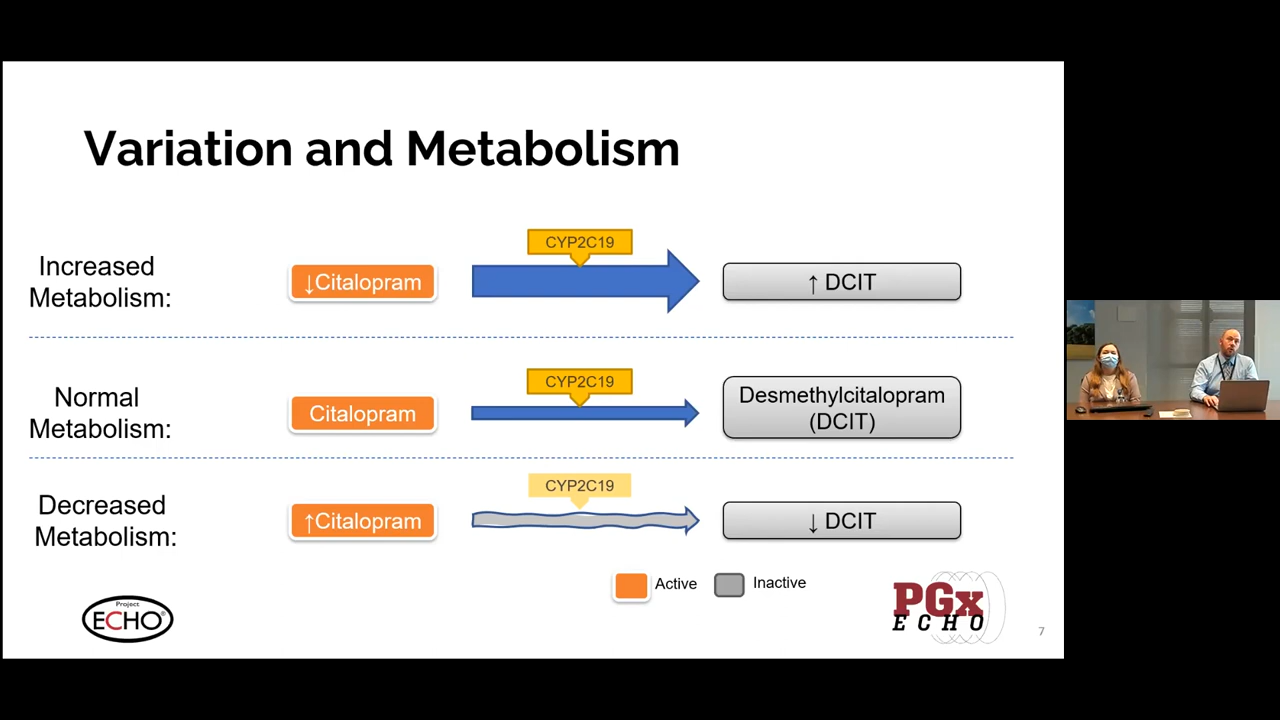 Variation and Metabolism
Increased
Metabolism:
↓Citalopram
CYP2C19
↑ DCIT
Normal
Metabolism:
Citalopram
CYP2C19
Desmethylcitalopram
(DCIT)
Decreased
Metabolism:
↑Citalopram
CYP2C19
↓ DCIT
Active
Inactive
Project
ECHO®
PGx
ECHO
7